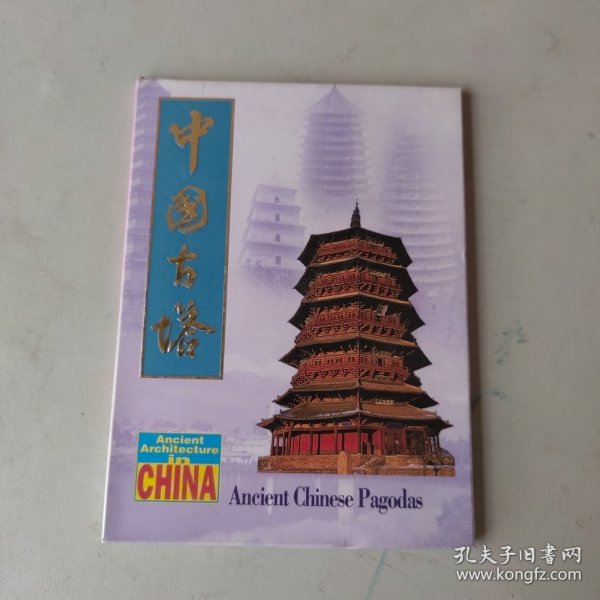 中国古塔
Ancient
Architecture
in
CHINA
Ancient Chinese Pagodas
孔夫子旧书网
www.kongfz.com